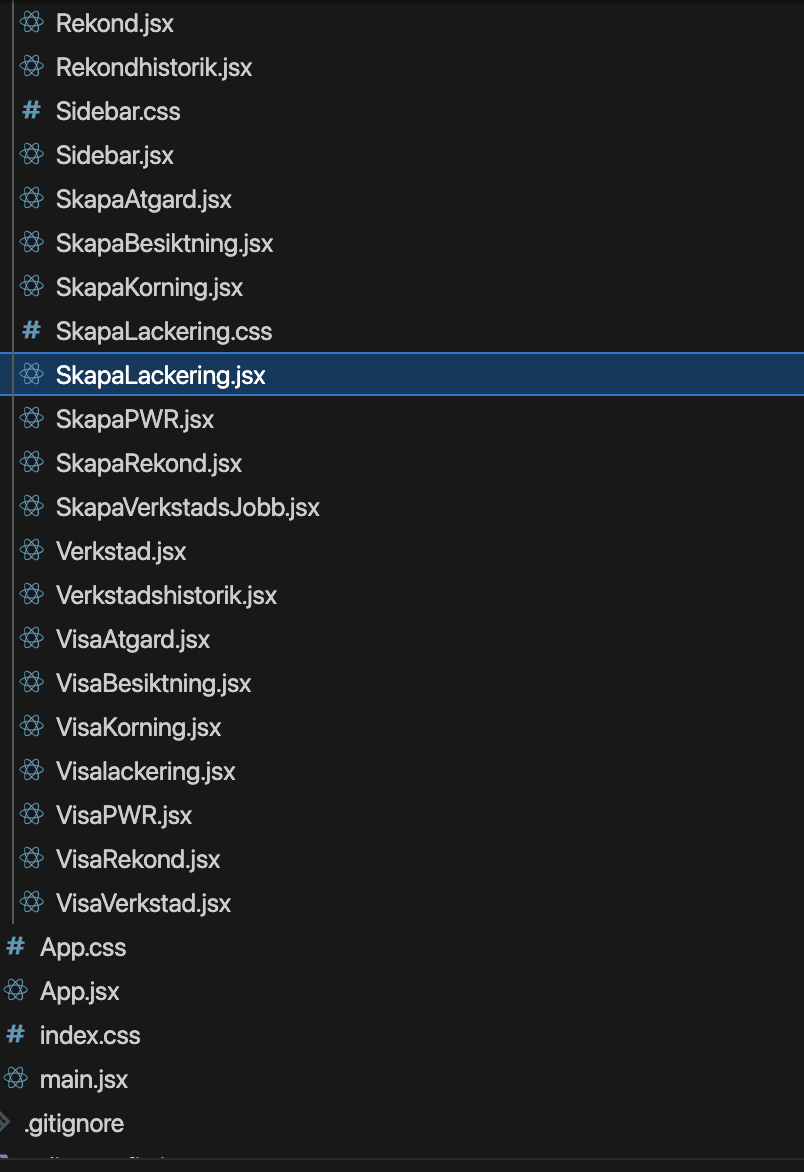 Rekond.jsx
Rekondhistorik.jsx
# Sidebar.css
Sidebar.jsx
SkapaAtgard.jsx
SkapaBesiktning.jsx
SkapaKorning.jsx
# SkapaLackering.css
SkapaLackering.jsx
SkapaPWR.jsx
SkapaRekond.jsx
SkapaVerkstadsJobb.jsx
Verkstad.jsx
Verkstadshistorik.jsx
VisaAtgard.jsx
VisaBesiktning.jsx
VisaKorning.jsx
Visalackering.jsx
VisaPWR.jsx
VisaRekond.jsx
VisaVerkstad.jsx
# App.css
App.jsx
# index.css
main.jsx
.gitignore